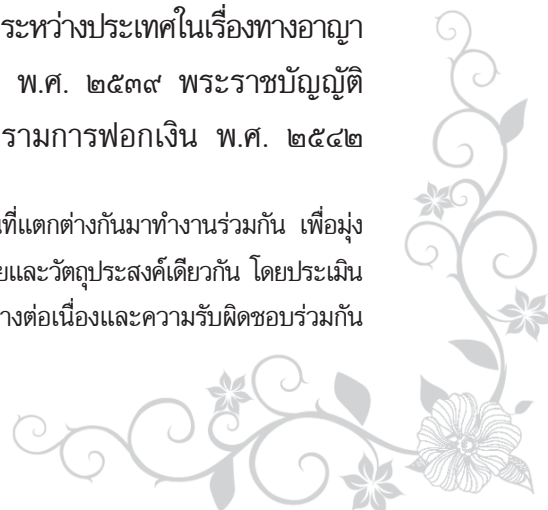 ระหว่างประเทศในเรื่องทางอาญา
พ.ศ. ๒๕๓๙ พระราชบัญญัติ
รามการฟอกเงิน พ.ศ. ๒๕๔๒
ที่แตกต่างกันมาทำงานร่วมกัน เพื่อมุ่ง
และวัตถุประสงค์เดียวกัน โดยประเมิน
ต่อเนื่องและความรับผิดชอบร่วมกัน